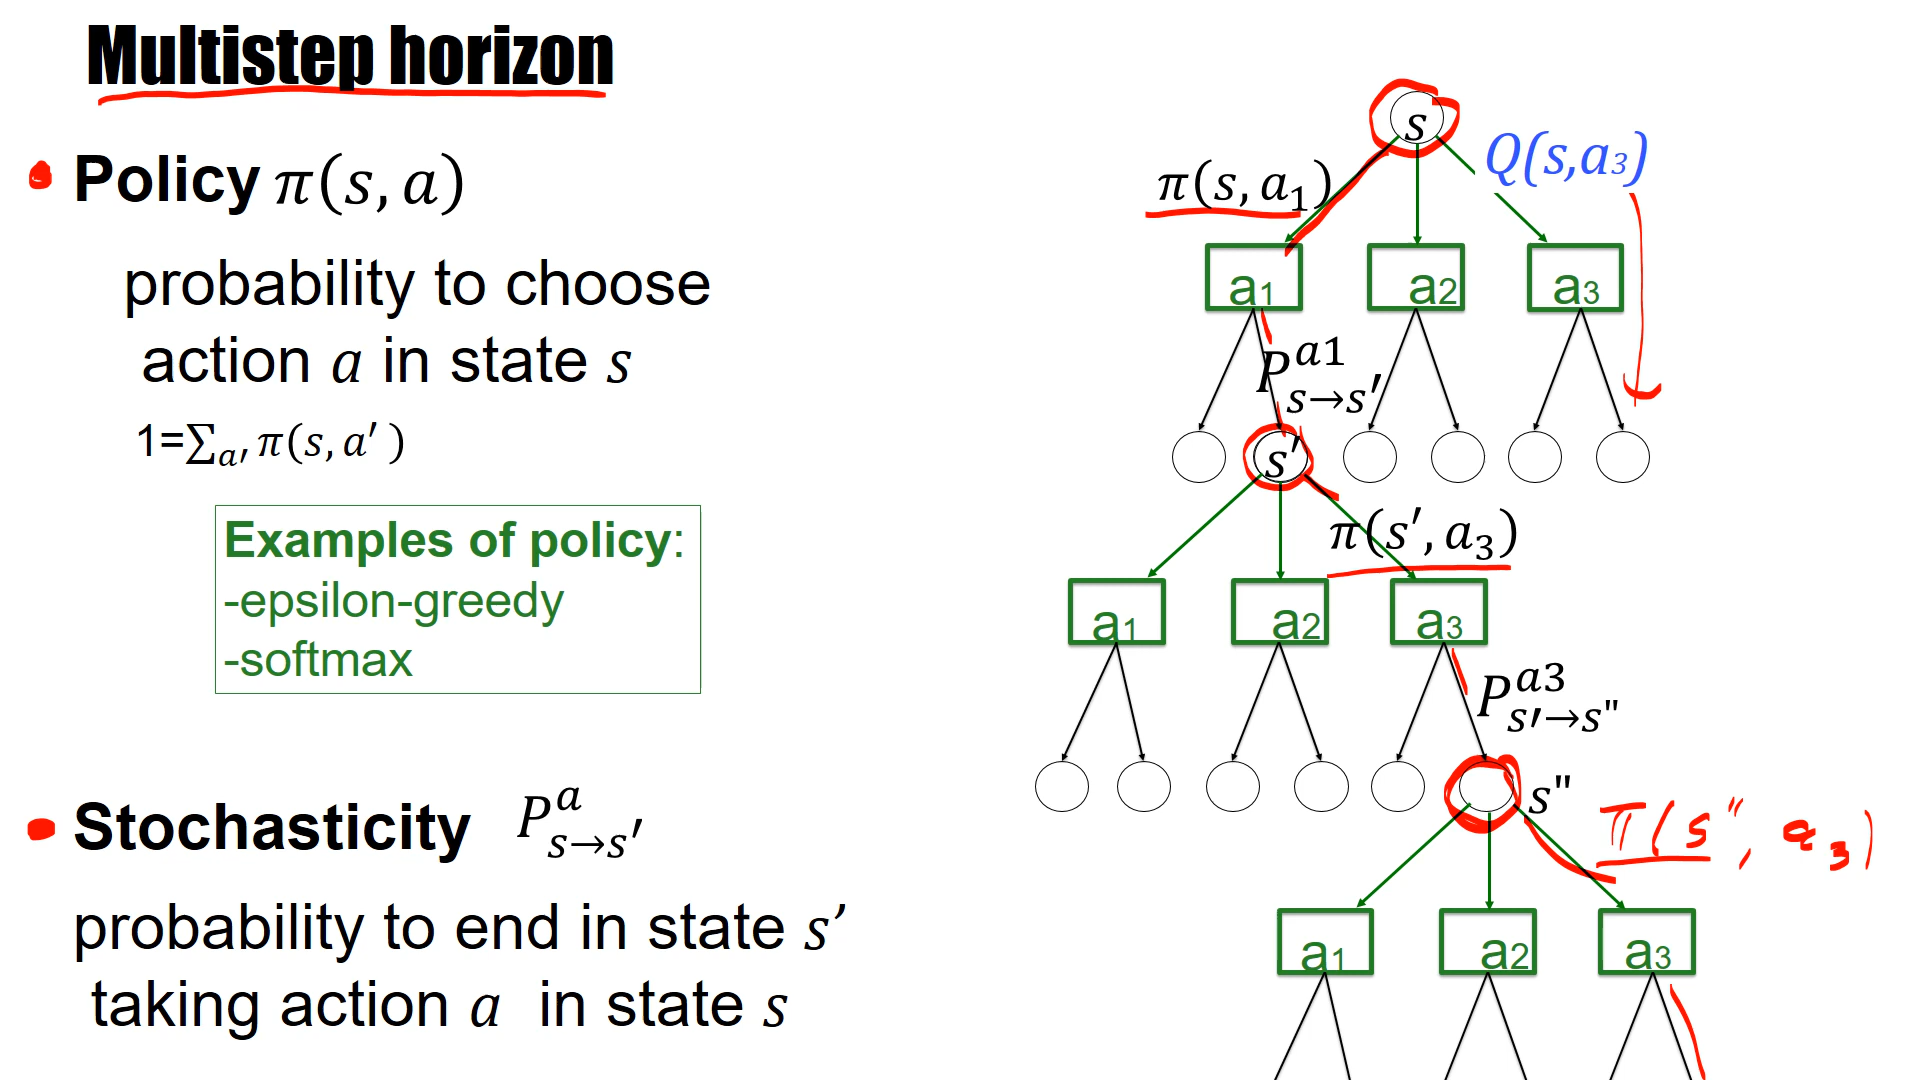 Multistep horizon
Policy π(s, a)
probability to choose
action a in state s
1=∑a′ π(s, a′ )
Examples of policy:
-epsilon-greedy
-softmax
Stochasticity P^a_s→s′
probability to end in state s’
taking action a in state s
s
Q(s,a3)
π(s, a1)
a1 a2 a3
P^a1_s→s′
s′
π(s′, a3)
a1 a2 a3
P^a3_s′→s"
s"
π(s", a3)
a1 a2 a3